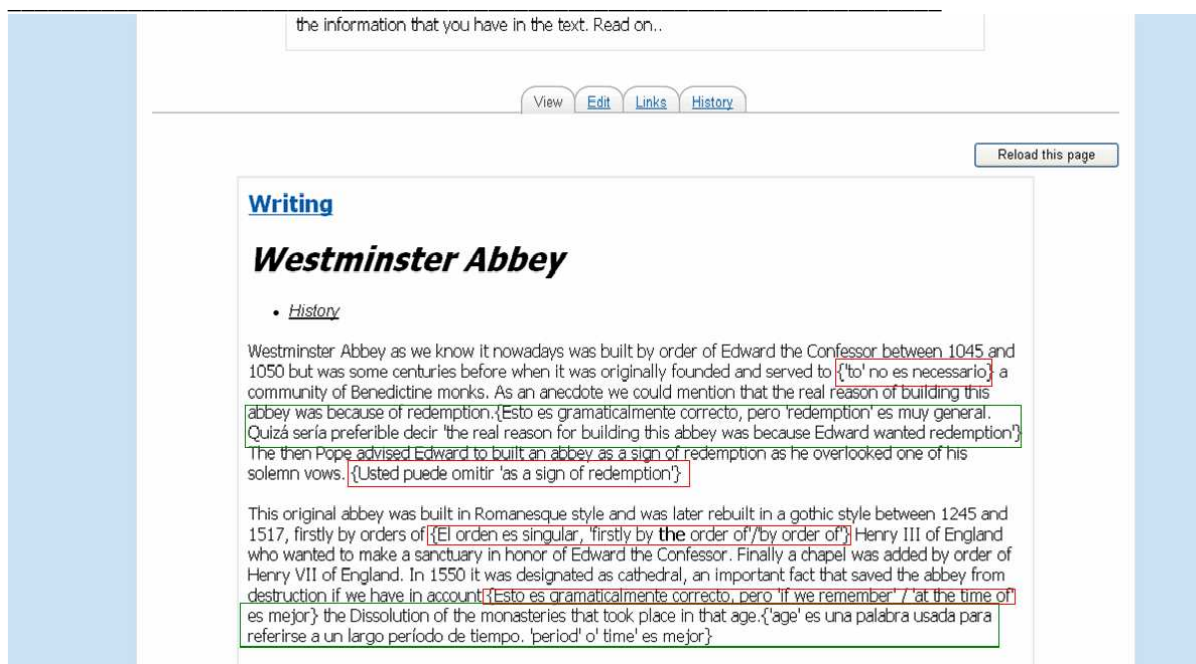 the information that you have in the text. Read on..
View Edit Links History
Reload this page
Writing
Westminster Abbey
• History
Westminster Abbey as we know it nowadays was built by order of Edward the Confessor between 1045 and
1050 but was some centuries before when it was originally founded and served to {'to' no es necessario} a
community of Benedictine monks. As an anecdote we could mention that the real reason of building this
abbey was because of redemption.{Esto es gramaticalmente correcto, pero 'redemption' es muy general.
Quizá sería preferible decir 'the real reason for building this abbey was because Edward wanted redemption'}
The then Pope advised Edward to built an abbey as a sign of redemption as he overlooked one of his
solemn vows. {Usted puede omitir 'as a sign of redemption'}
This original abbey was built in Romanesque style and was later rebuilt in a gothic style between 1245 and
1517, firstly by orders of {El orden es singular, 'firstly by the order of'/'by order of'} Henry III of England
who wanted to make a sanctuary in honor of Edward the Confessor. Finally a chapel was added by order of
Henry VII of England. In 1550 it was designated as cathedral, an important fact that saved the abbey from
destruction if we have in account {Esto es gramaticalmente correcto, pero 'if we remember' / 'at the time of'
es mejor} the Dissolution of the monasteries that took place in that age.{'age' es una palabra usada para
referirse a un largo período de tiempo. 'period' o' time' es mejor}